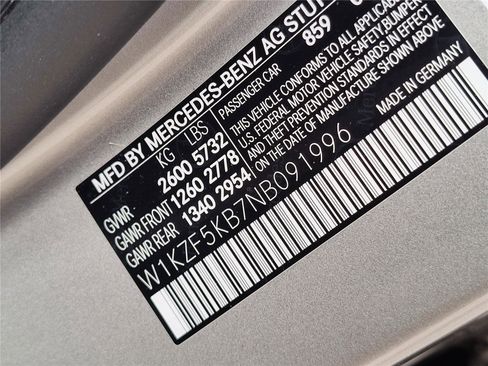 MFD BY MERCEDES-BENZ AG STUT
KG LBS
GVWR 2600 5732
GAWR FRONT 1260 2778
GAWR REAR 1340 2954
PASSENGER CAR 859
THIS VEHICLE CONFORMS TO ALL APPLICABL
U.S. FEDERAL MOTOR VEHICLE SAFETY BUMPER
AND THEFT PREVENTION STANDARDS IN EFFECT
ON THE DATE OF MANUFACTURE SHOWN ABOVE
W1KZF5KB7NB091996
MADE IN GERMANY